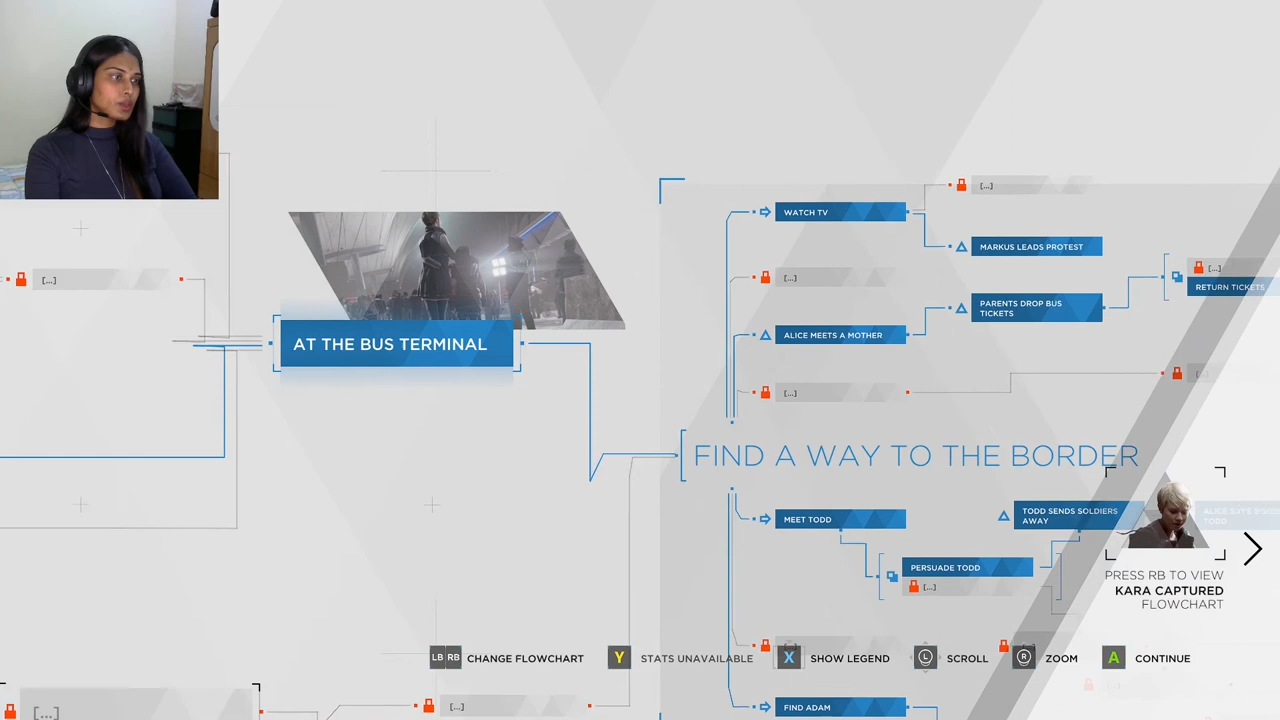 [...]
WATCH TV
MARKUS LEADS PROTEST
[...]
[...]
[...]
RETURN TICKETS
PARENTS DROP BUS
TICKETS
ALICE MEETS A MOTHER
AT THE BUS TERMINAL
[...]
FIND A WAY TO THE BORDER
MEET TODD
TODD SENDS SOLDIERS
AWAY
PERSUADE TODD
[...]
PRESS RB TO VIEW
KARA CAPTURED
FLOWCHART
[...]
LB RB CHANGE FLOWCHART
Y STATS UNAVAILABLE
X SHOW LEGEND
L SCROLL
R ZOOM
A CONTINUE
[...]
[...]
FIND ADAM